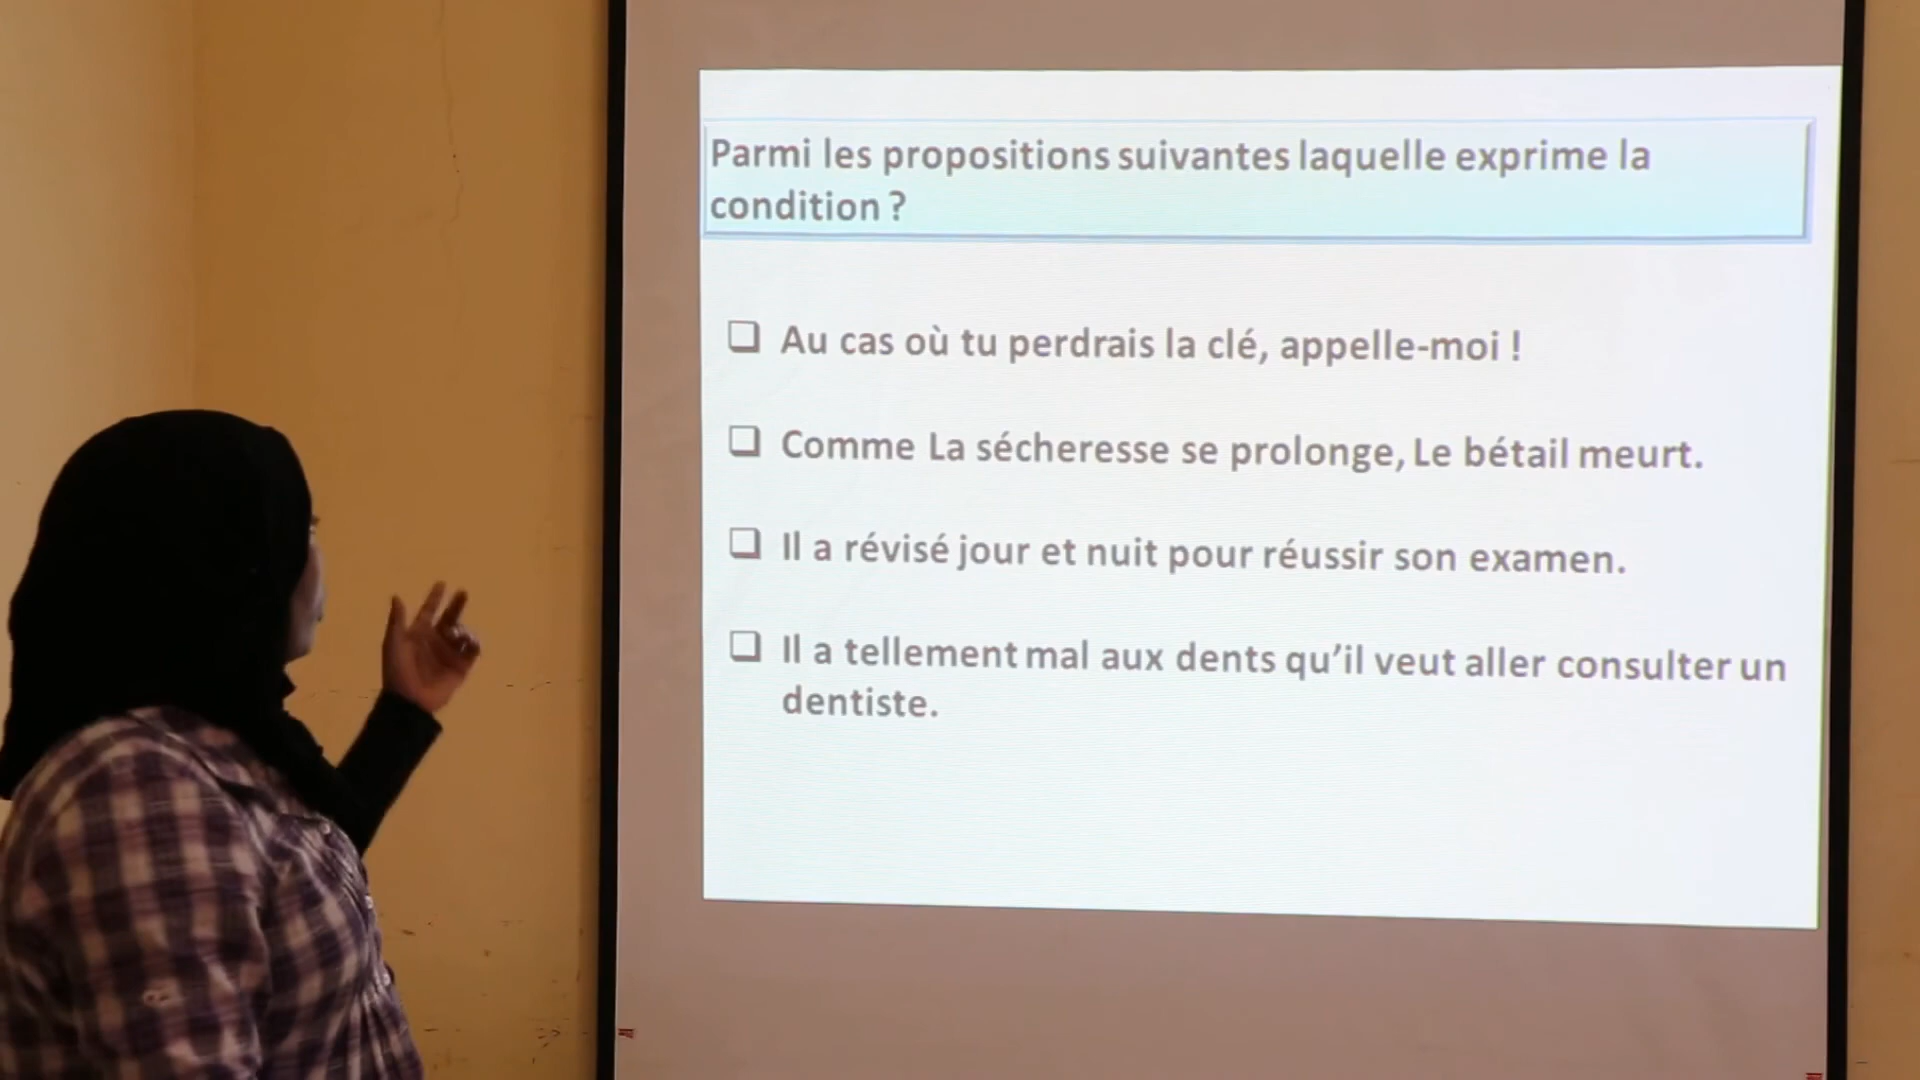 Parmi les propositions suivantes laquelle exprime la
condition ?
❑ Au cas où tu perdrais la clé, appelle-moi !
❑ Comme La sécheresse se prolonge, Le bétail meurt.
❑ Il a révisé jour et nuit pour réussir son examen.
❑ Il a tellement mal aux dents qu’il veut aller consulter un
dentiste.